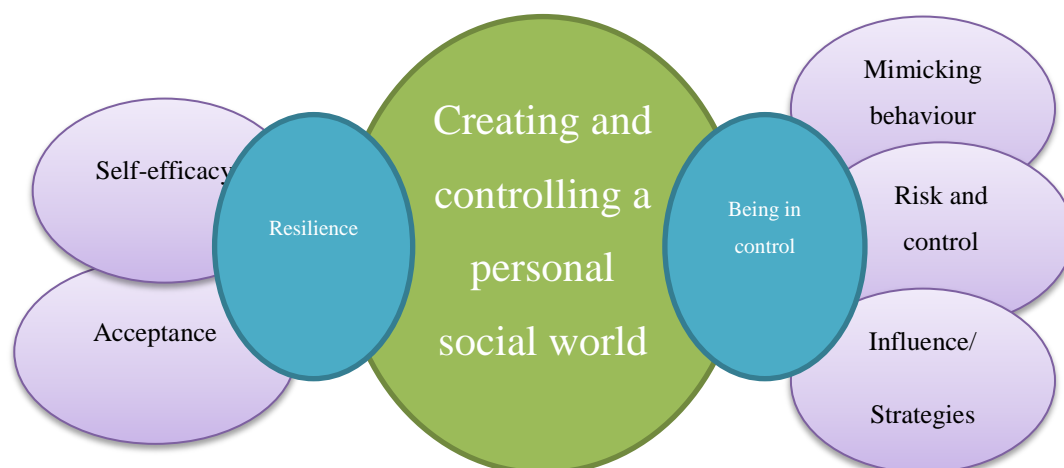 Self-efficacy
Acceptance
Resilience
Creating and
controlling a
personal
social world
Being in
control
Mimicking
behaviour
Risk and
control
Influence/
Strategies